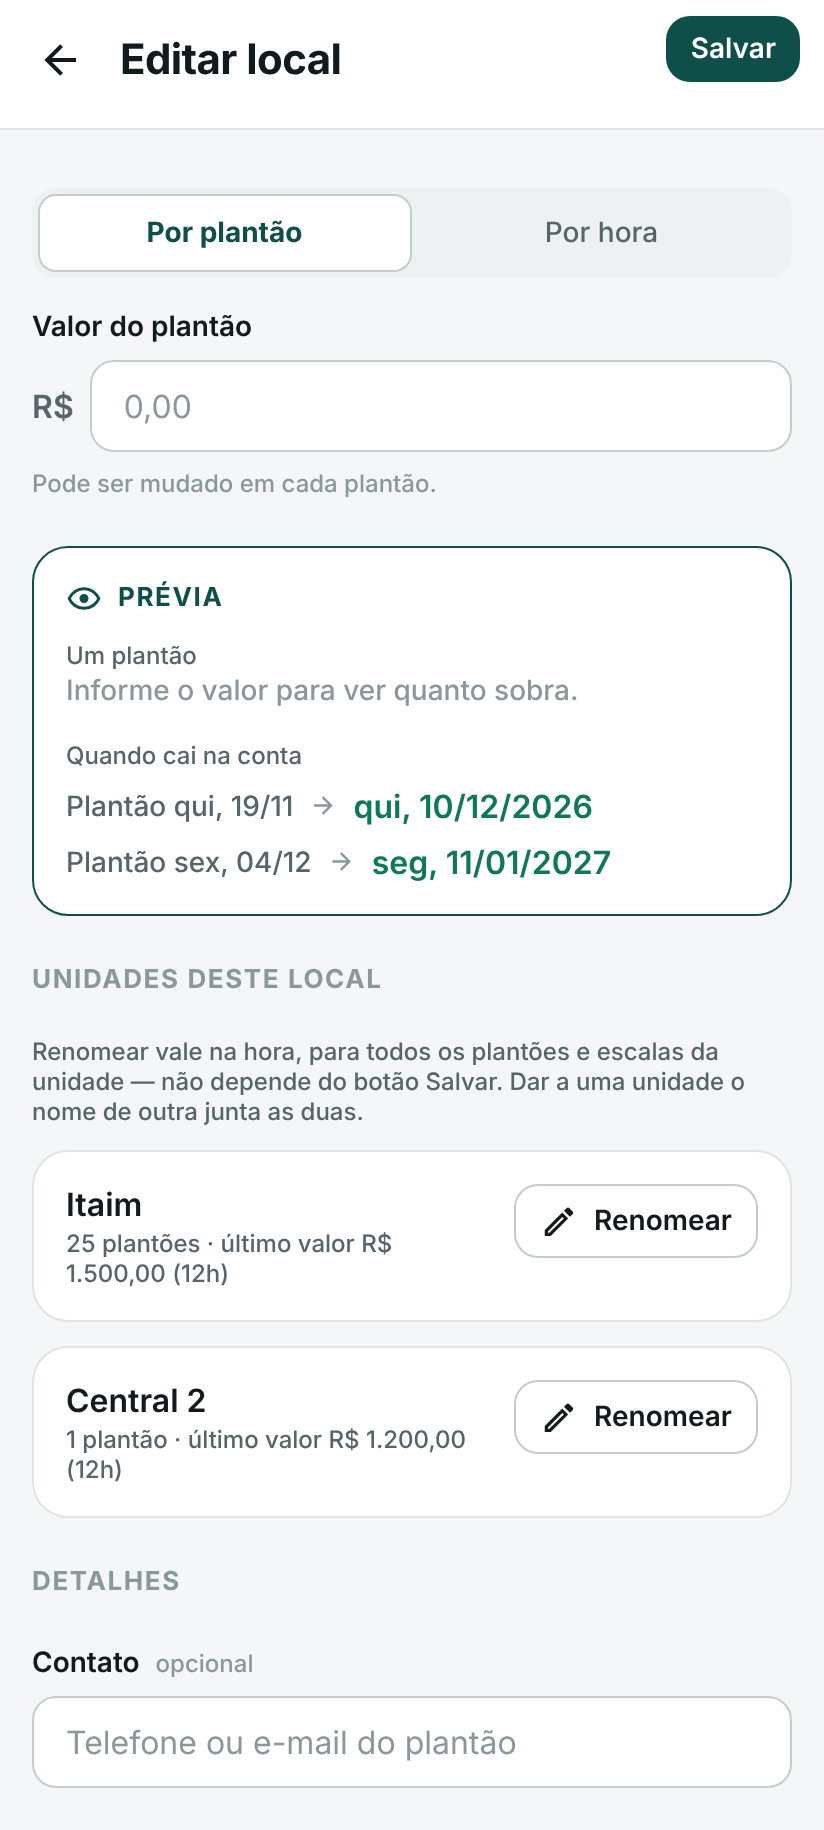 Editar local
Salvar
Por plantão
Por hora
Valor do plantão
R$ 0,00
Pode ser mudado em cada plantão.
PRÉVIA
Um plantão
Informe o valor para ver quanto sobra.
Quando cai na conta
Plantão qui, 19/11 → qui, 10/12/2026
Plantão sex, 04/12 → seg, 11/01/2027
UNIDADES DESTE LOCAL
Renomear vale na hora, para todos os plantões e escalas da
unidade — não depende do botão Salvar. Dar a uma unidade o
nome de outra junta as duas.
Itaim
25 plantões · último valor R$
1.500,00 (12h)
Renomear
Central 2
1 plantão · último valor R$ 1.200,00
(12h)
Renomear
DETALHES
Contato opcional
Telefone ou e-mail do plantão